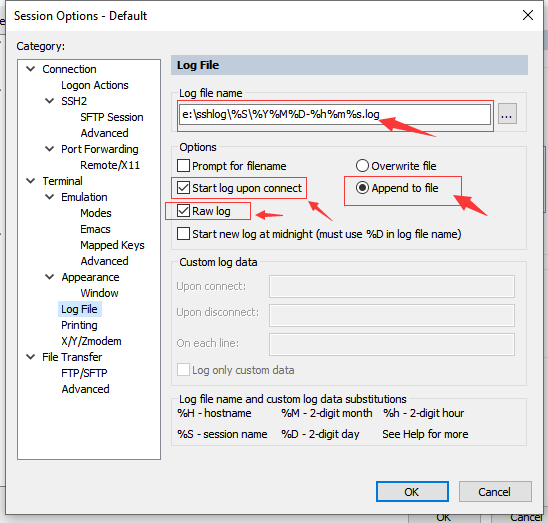 Session Options - Default
Category:
Connection
Logon Actions
SSH2
SFTP Session
Advanced
Port Forwarding
Remote/X11
Terminal
Emulation
Modes
Emacs
Mapped Keys
Advanced
Appearance
Window
Log File
Printing
X/Y/Zmodem
File Transfer
FTP/SFTP
Advanced
Log File
Log file name
e:\sshlog\%S\%Y%M%D-%h%m%s.log
...
Options
Prompt for filename
Overwrite file
Start log upon connect
Append to file
Raw log
Start new log at midnight (must use %D in log file name)
Custom log data
Upon connect:
Upon disconnect:
On each line:
Log only custom data
Log file name and custom log data substitutions
%H - hostname %M - 2-digit month %h - 2-digit hour
%S - session name %D - 2-digit day See Help for more
OK Cancel
OK Cancel